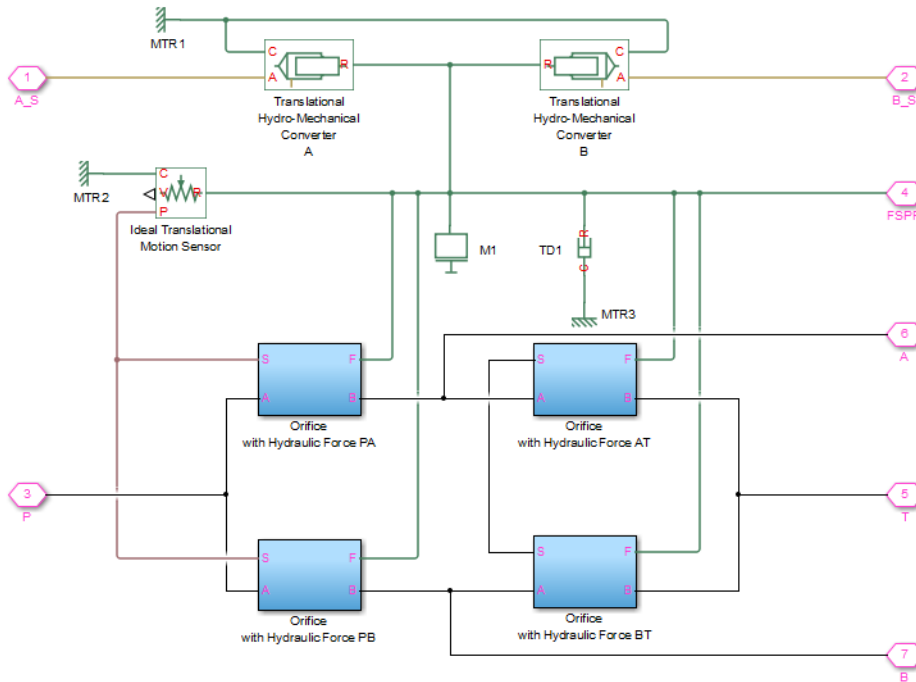 MTR1
C
A
R
Translational
Hydro-Mechanical
Converter
A
C
R
A
Translational
Hydro-Mechanical
Converter
B
1
A_S
2
B_S
MTR2
C
V
R
P
Ideal Translational
Motion Sensor
4
FSPR
M1
TD1
R
C
MTR3
6
A
S
F
A
B
Orifice
with Hydraulic Force PA
S
F
A
B
Orifice
with Hydraulic Force AT
3
P
5
T
S
F
A
B
Orifice
with Hydraulic Force PB
S
F
A
B
Orifice
with Hydraulic Force BT
7
B